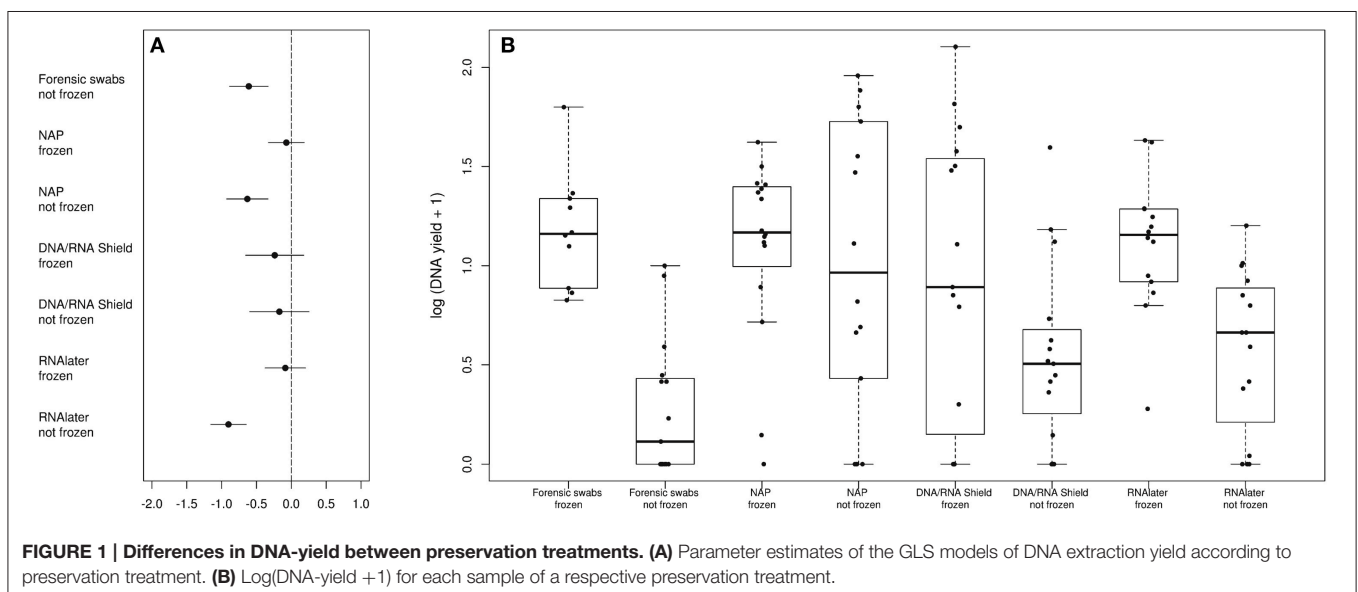 A
Forensic swabs
not frozen
NAP
frozen
NAP
not frozen
DNA/RNA Shield
frozen
DNA/RNA Shield
not frozen
RNAlater
frozen
RNAlater
not frozen
-2.0 -1.5 -1.0 -0.5 0.0 0.5 1.0
B
log (DNA yield + 1)
2.0
1.5
1.0
0.5
0.0
Forensic swabs
frozen
Forensic swabs
not frozen
NAP
frozen
NAP
not frozen
DNA/RNA Shield
frozen
DNA/RNA Shield
not frozen
RNAlater
frozen
RNAlater
not frozen
FIGURE 1 | Differences in DNA-yield between preservation treatments. (A) Parameter estimates of the GLS models of DNA extraction yield according to
preservation treatment. (B) Log(DNA-yield +1) for each sample of a respective preservation treatment.